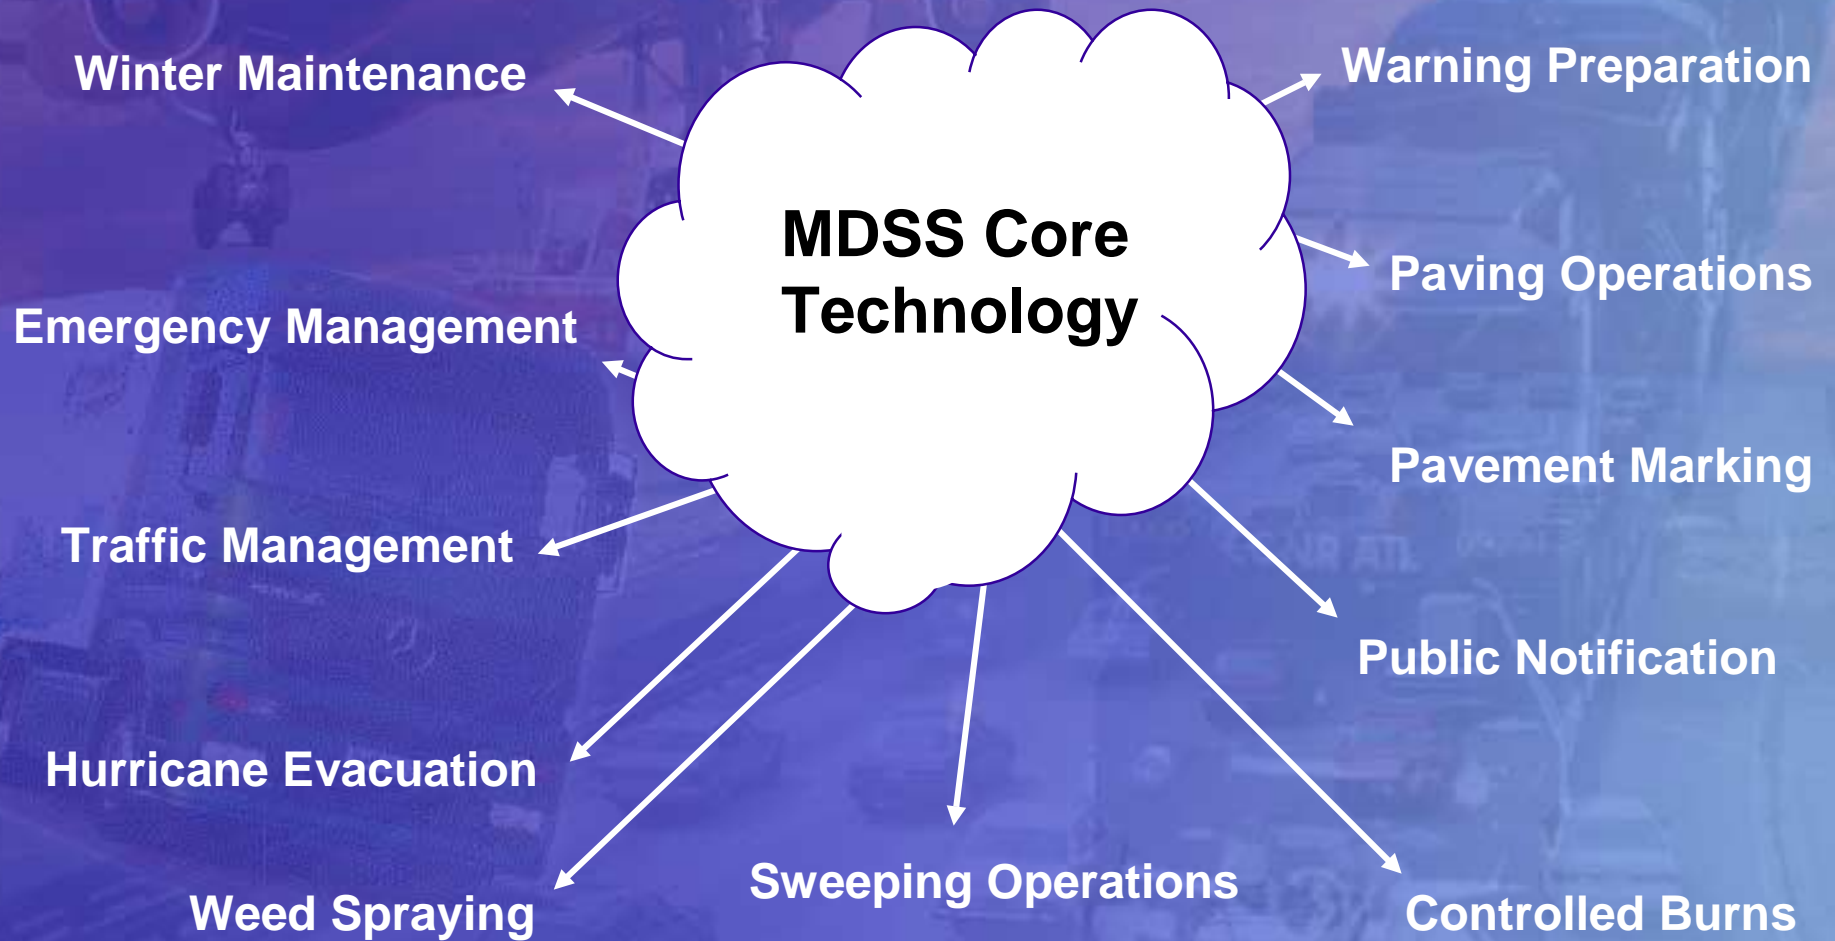 Winter Maintenance
Warning Preparation
MDSS Core
Technology
Paving Operations
Emergency Management
Pavement Marking
Traffic Management
Public Notification
Hurricane Evacuation
Sweeping Operations
Weed Spraying
Controlled Burns